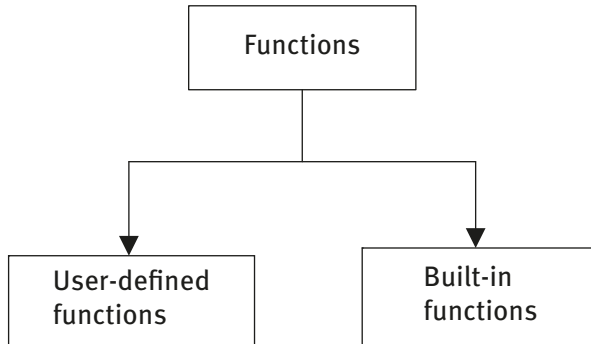 Functions
User-defined
functions
Built-in
functions